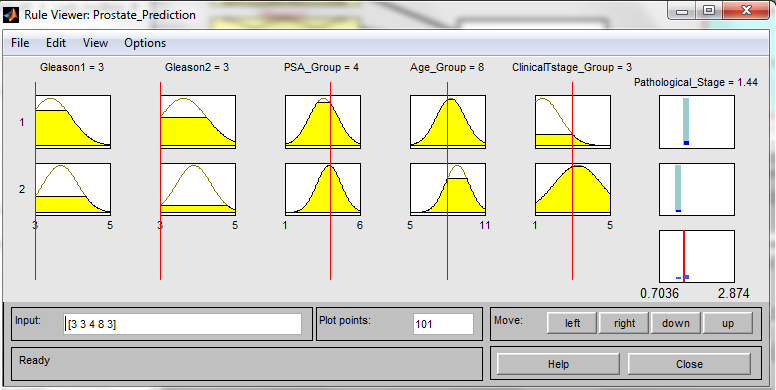 Rule Viewer: Prostate_Prediction
File Edit View Options
Gleason1 = 3 Gleason2 = 3 PSA_Group = 4 Age_Group = 8 ClinicalTstage_Group = 3
Pathological_Stage = 1.44
1
2
3 5 3 5 1 6 5 11 1 5
0.7036 2.874
Input: [3 3 4 8 3] Plot points: 101 Move: left right down up
Ready Help Close